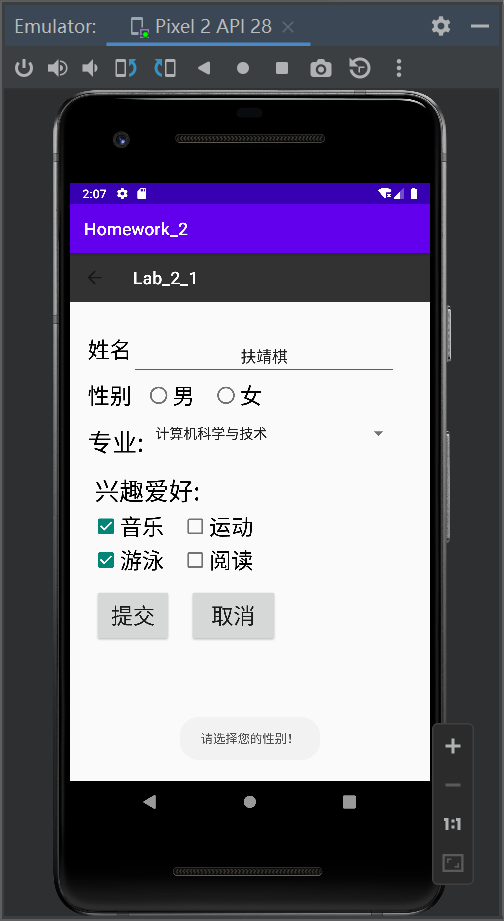 Emulator: Pixel 2 API 28
2:07
Homework_2
Lab_2_1
姓名 扶靖棋
性别 男 女
专业: 计算机科学与技术
兴趣爱好:
音乐 运动
游泳 阅读
提交 取消
请选择您的性别!
1:1